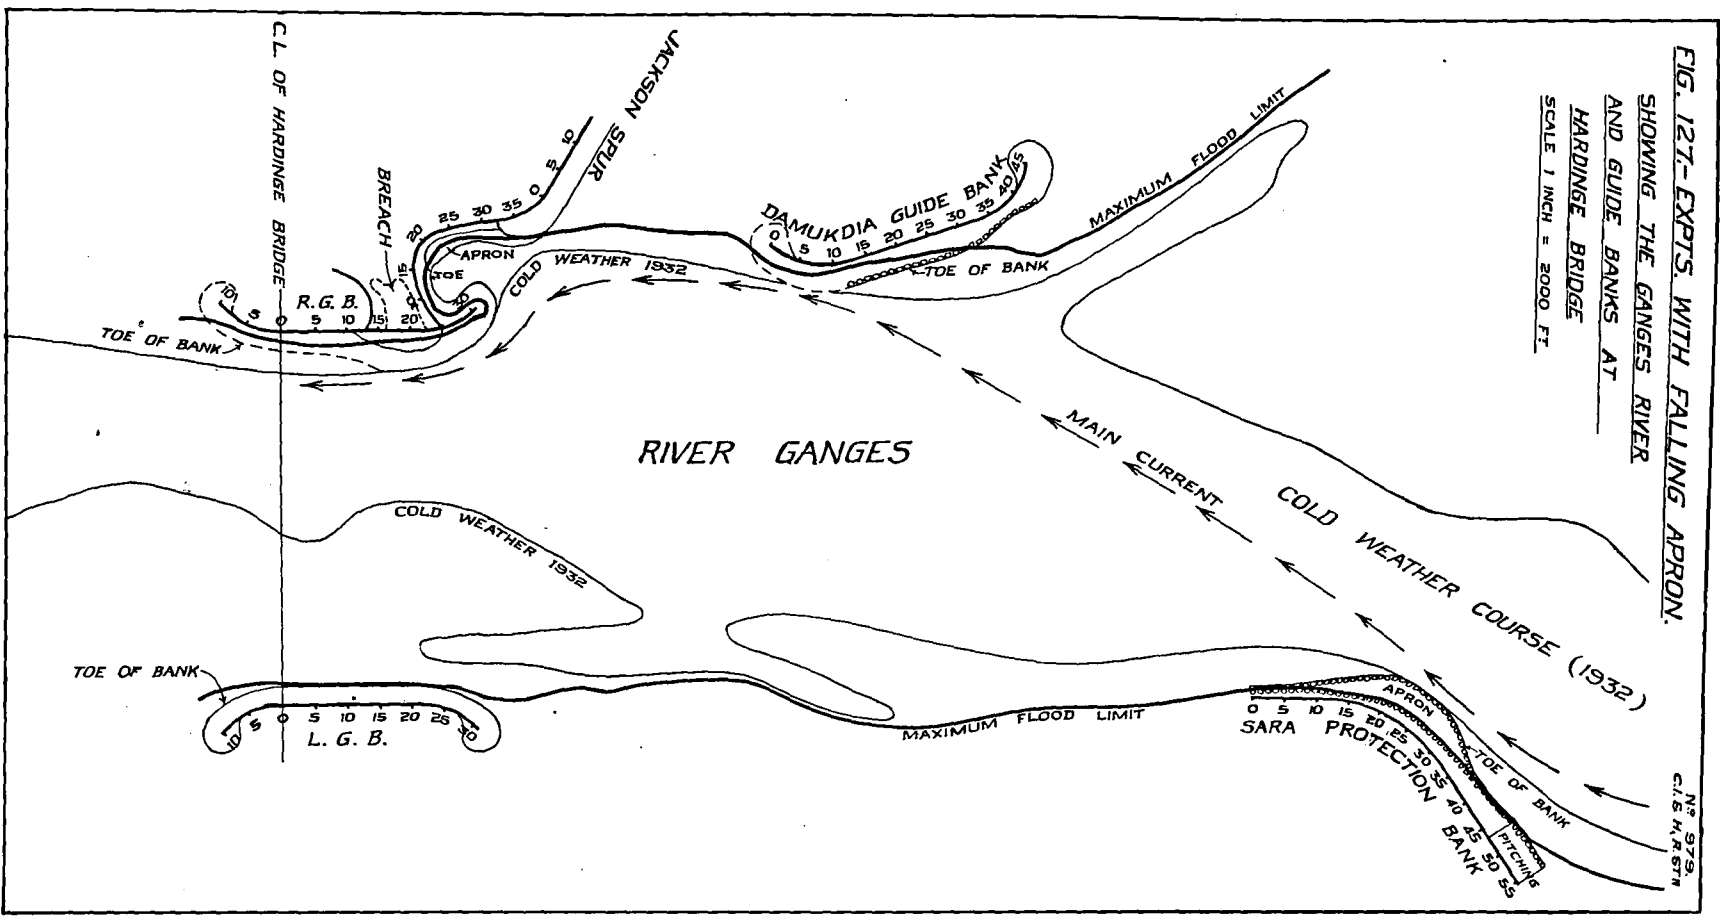 FIG. 127.-EXPTS. WITH FALLING APRON.
SHOWING THE GANGES RIVER
AND GUIDE BANKS AT
HARDINGE BRIDGE
SCALE 1 INCH = 2000 FT.
Nº 979.
C.I. & H.R. STN
C.L. OF HARDINGE BRIDGE
JACKSON SPUR
10 5 0 35 30 25 20 15 10
BREACH
APRON
TOE
30
R.G.B.
10 5 0 5 10 15 20
TOE OF BANK
COLD WEATHER 1932
DAMUKDIA GUIDE BANK
0 5 10 15 20 25 30 35 40 45
TOE OF BANK
MAXIMUM FLOOD LIMIT
MAIN CURRENT
RIVER GANGES
COLD WEATHER COURSE (1932)
COLD WEATHER 1932
TOE OF BANK
10 5 0 5 10 15 20 25 30
L.G.B.
MAXIMUM FLOOD LIMIT
APRON
0 5 10 15 20 25 30 35 40 45 50 55
SARA PROTECTION BANK
TOE OF BANK
PITCHING